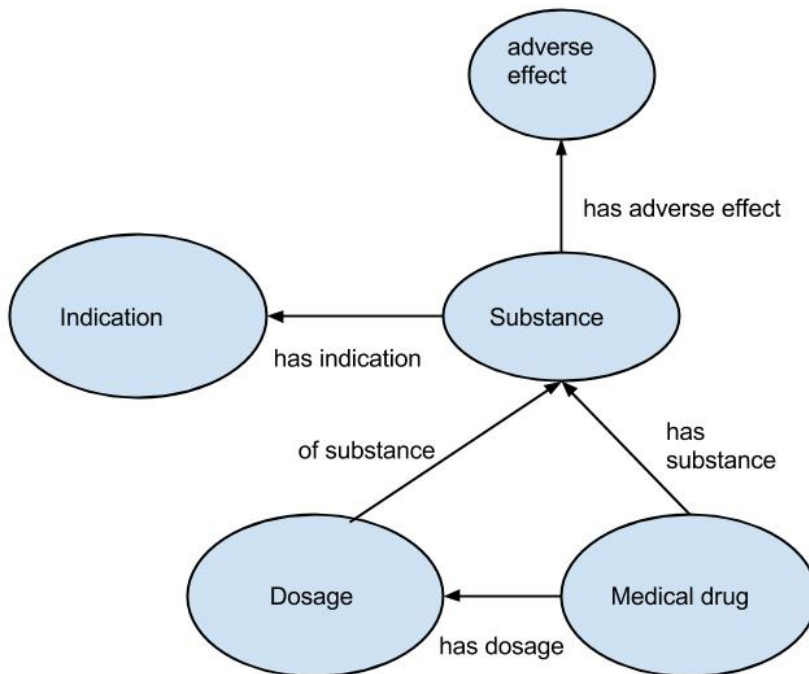 adverse
effect
has adverse effect
Indication
Substance
has indication
of substance
has
substance
Dosage
Medical drug
has dosage